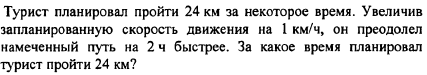 Турист планировал пройти 24 км за некоторое время. Увеличив
запланированную скорость движения на 1 км/ч, он преодолел
намеченный путь на 2 ч быстрее. За какое время планировал
турист пройти 24 км?